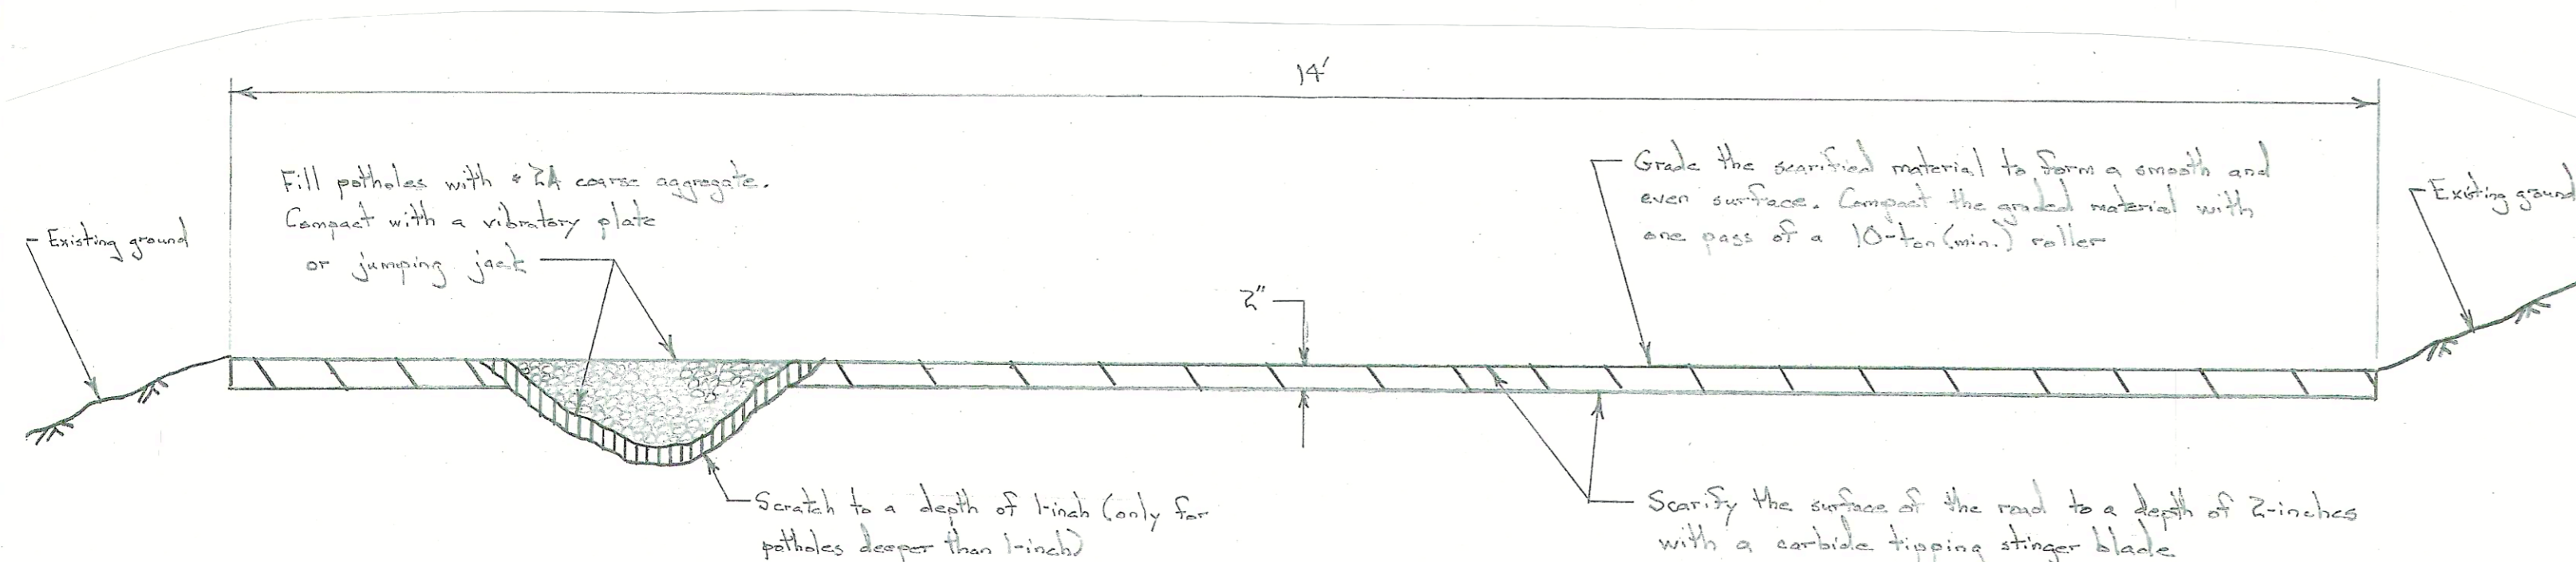 14'
Fill potholes with #2A coarse aggregate.
Compact with a vibratory plate
or jumping jack
Grade the scarified material to form a smooth and
even surface. Compact the graded material with
one pass of a 10-ton (min.) roller
Existing ground
Existing ground
2"
Scratch to a depth of 1-inch (only for
potholes deeper than 1-inch)
Scarify the surface of the road to a depth of 2-inches
with a carbide tipping stinger blade